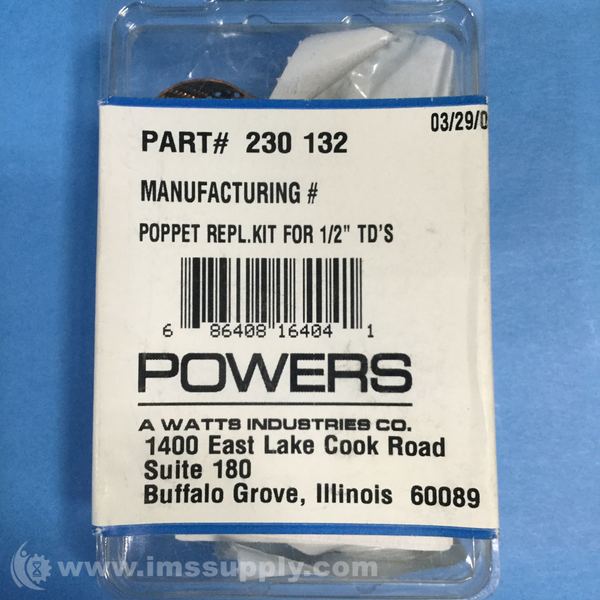 03/29/0
PART# 230 132
MANUFACTURING #
POPPET REPL.KIT FOR 1/2" TD'S
6 86408 16404 1
POWERS
A WATTS INDUSTRIES CO.
1400 East Lake Cook Road
Suite 180
Buffalo Grove, Illinois 60089
www.imssupply.com